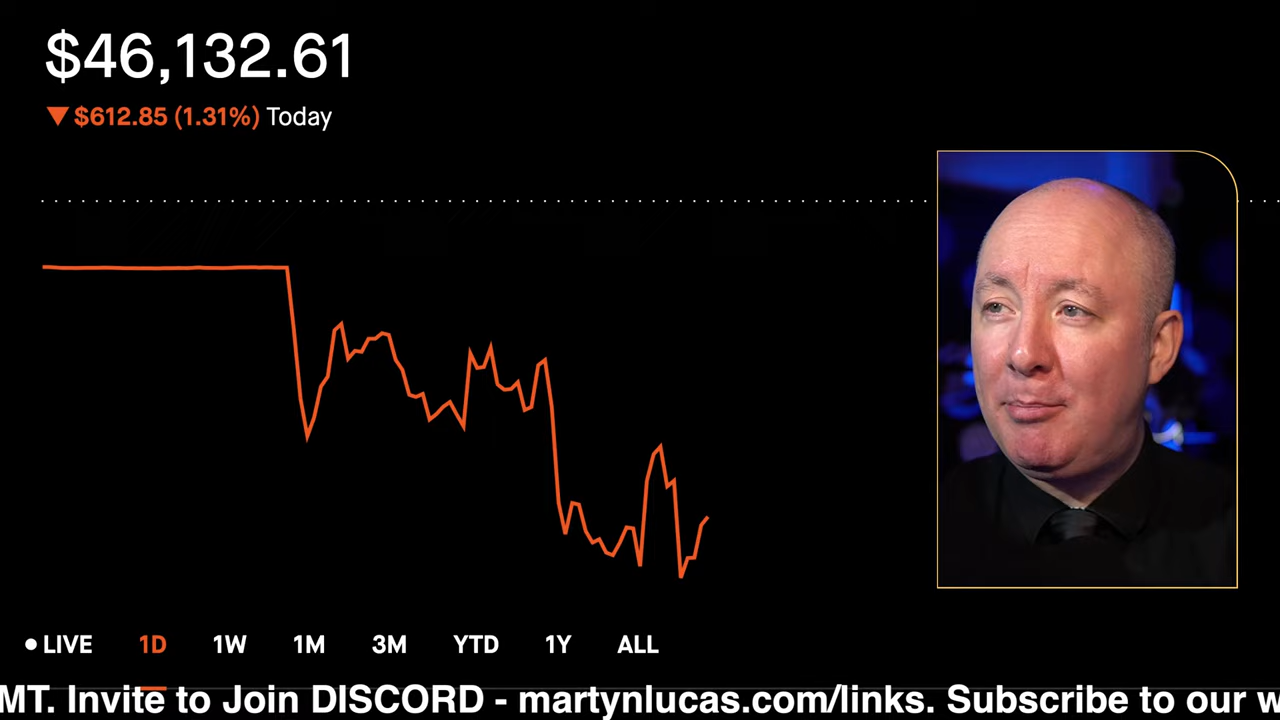 $46,132.61
▼ $612.85 (1.31%) Today
LIVE 1D 1W 1M 3M YTD 1Y ALL
MT. Invite to Join DISCORD - martynlucas.com/links. Subscribe to our w